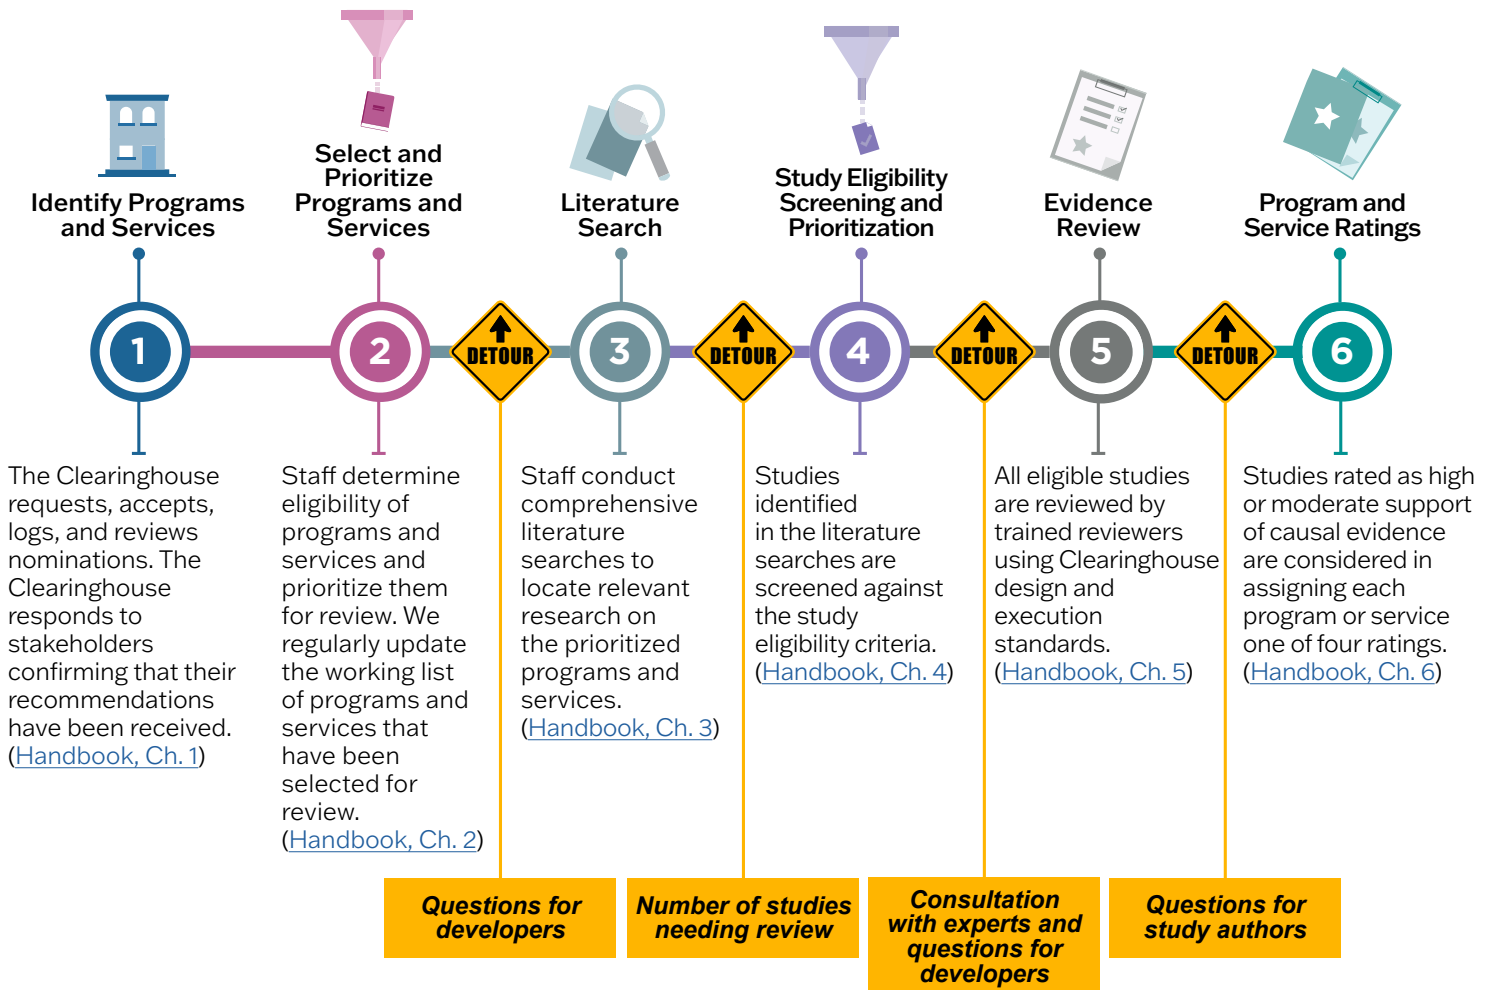 Identify Programs
and Services
Select and
Prioritize
Programs and
Services
Literature
Search
Study Eligibility
Screening and
Prioritization
Evidence
Review
Program and
Service Ratings
1
2
DETOUR
3
DETOUR
4
DETOUR
5
DETOUR
6
The Clearinghouse
requests, accepts,
logs, and reviews
nominations. The
Clearinghouse
responds to
stakeholders
confirming that their
recommendations
have been received.
(Handbook, Ch. 1)
Staff determine
eligibility of
programs and
services and
prioritize them
for review. We
regularly update
the working list
of programs and
services that
have been
selected for
review.
(Handbook, Ch. 2)
Staff conduct
comprehensive
literature
searches to
locate relevant
research on
the prioritized
programs and
services.
(Handbook, Ch. 3)
Studies
identified
in the literature
searches are
screened against
the study
eligibility criteria.
(Handbook, Ch. 4)
All eligible studies
are reviewed by
trained reviewers
using Clearinghouse
design and
execution
standards.
(Handbook, Ch. 5)
Studies rated as high
or moderate support
of causal evidence
are considered in
assigning each
program or service
one of four ratings.
(Handbook, Ch. 6)
Questions for
developers
Number of studies
needing review
Consultation
with experts and
questions for
developers
Questions for
study authors